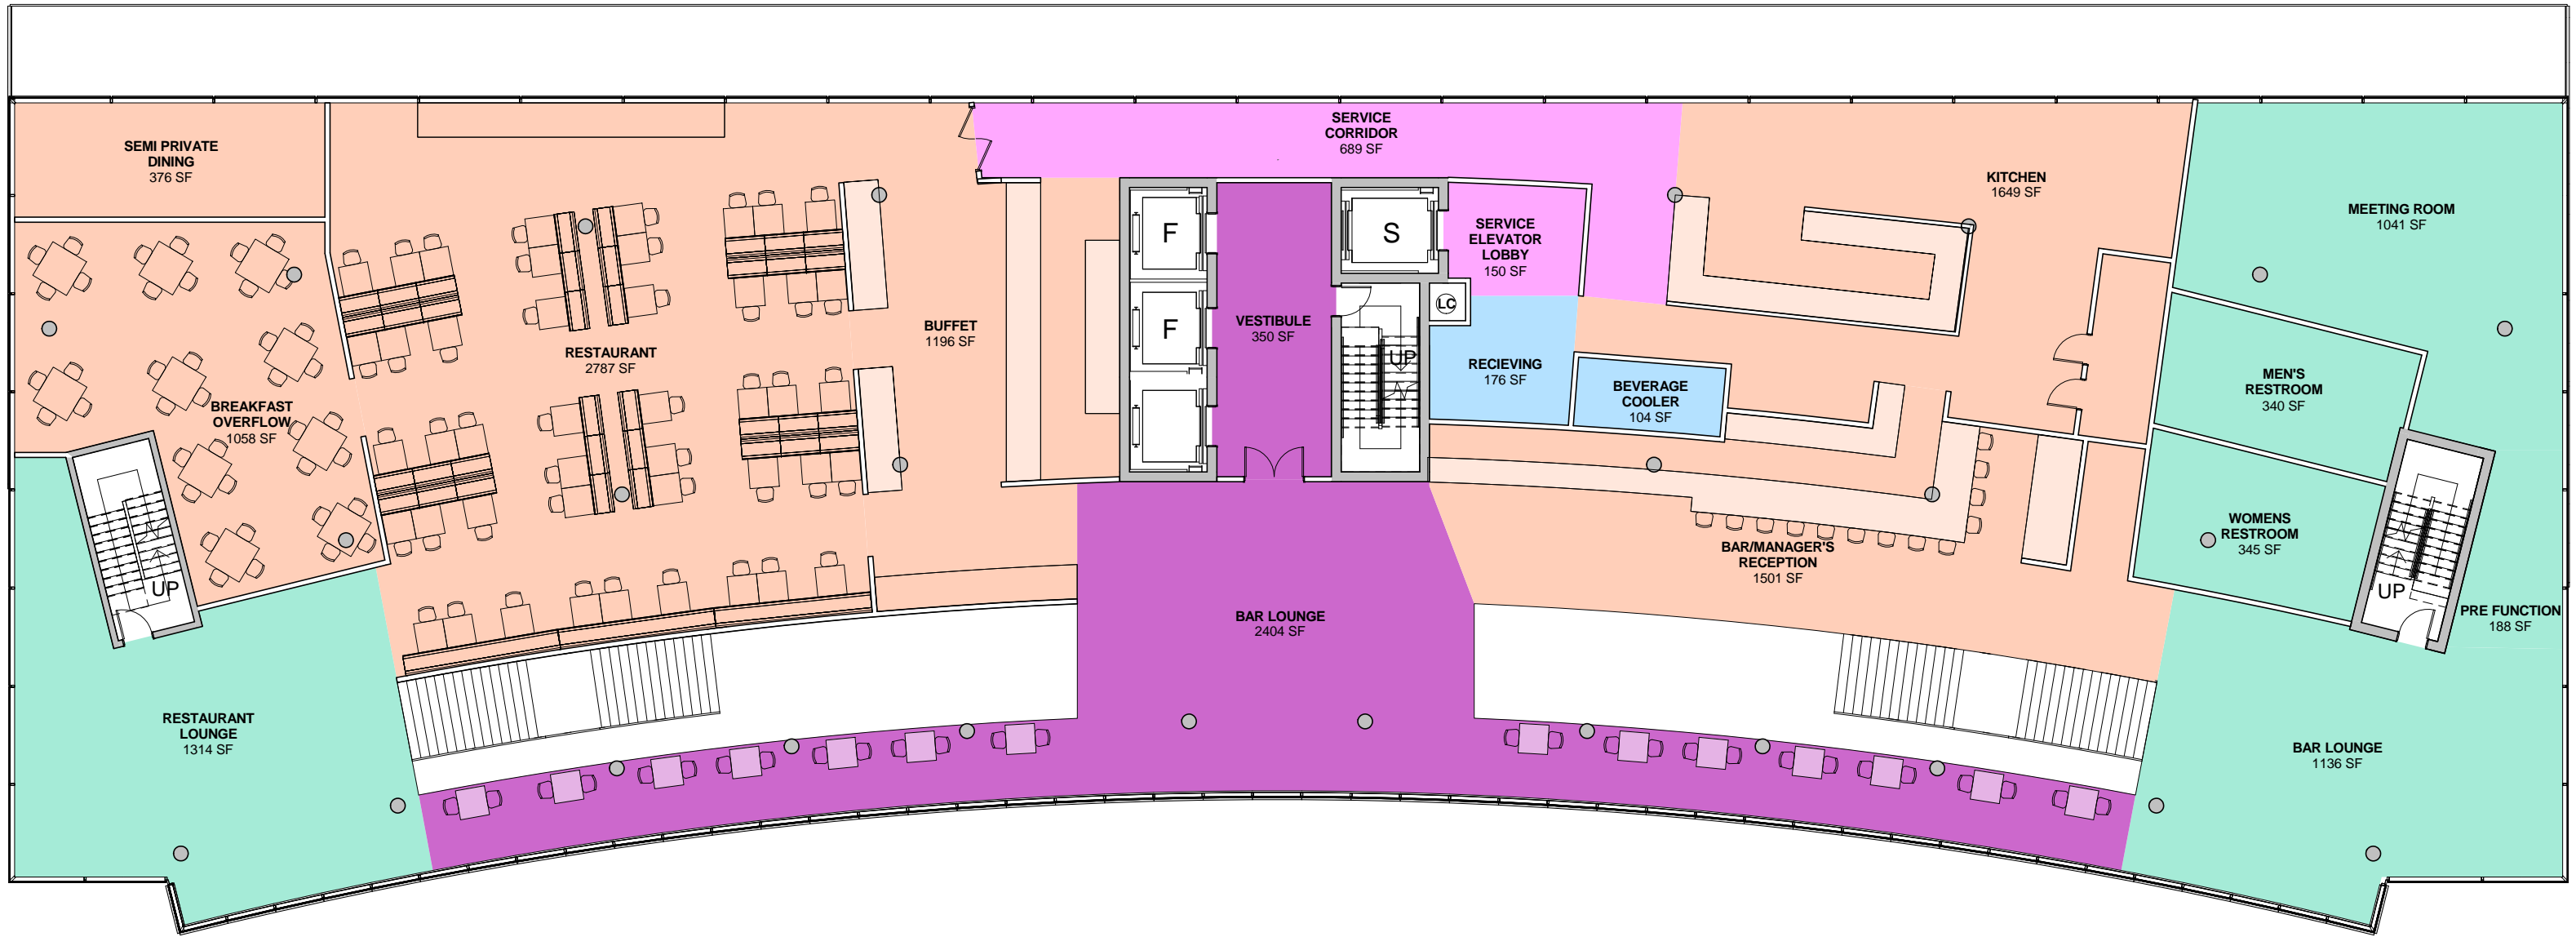 SERVICE
CORRIDOR
689 SF
SEMI PRIVATE
DINING
376 SF
KITCHEN
1649 SF
MEETING ROOM
1041 SF
F
S
SERVICE
ELEVATOR
LOBBY
150 SF
LC
F
VESTIBULE
350 SF
BUFFET
1196 SF
RESTAURANT
2787 SF
UP
RECIEVING
176 SF
BEVERAGE
COOLER
104 SF
MEN'S
RESTROOM
340 SF
BREAKFAST
OVERFLOW
1058 SF
WOMENS
RESTROOM
345 SF
BAR/MANAGER'S
RECEPTION
1501 SF
UP
UP
PRE FUNCTION
188 SF
BAR LOUNGE
2404 SF
RESTAURANT
LOUNGE
1314 SF
BAR LOUNGE
1136 SF